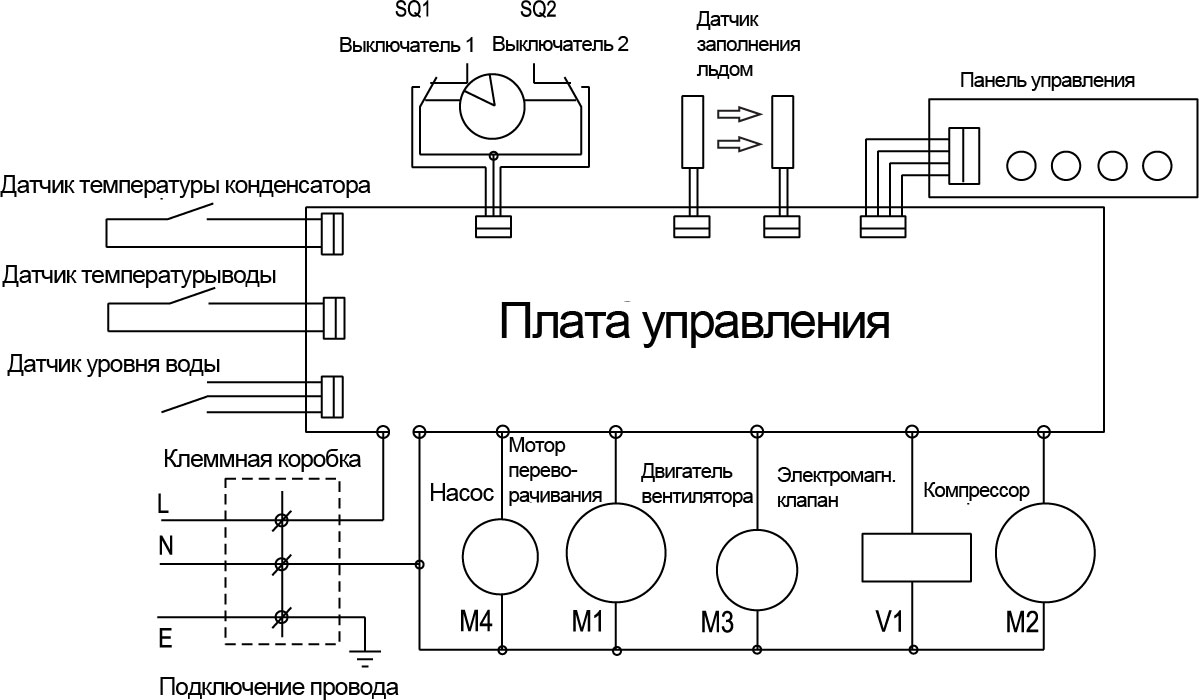 SQ1
SQ2
Выключатель 1
Выключатель 2
Датчик
заполнения
льдом
Панель управления
Датчик температуры конденсатора
Датчик температурыводы
Плата управления
Датчик уровня воды
Клеммная коробка
L
N
E
Подключение провода
Насос
M4
Мотор
перево-
рачивания
M1
Двигатель
вентилятора
M3
Электромагн.
клапан
V1
Компрессор
M2